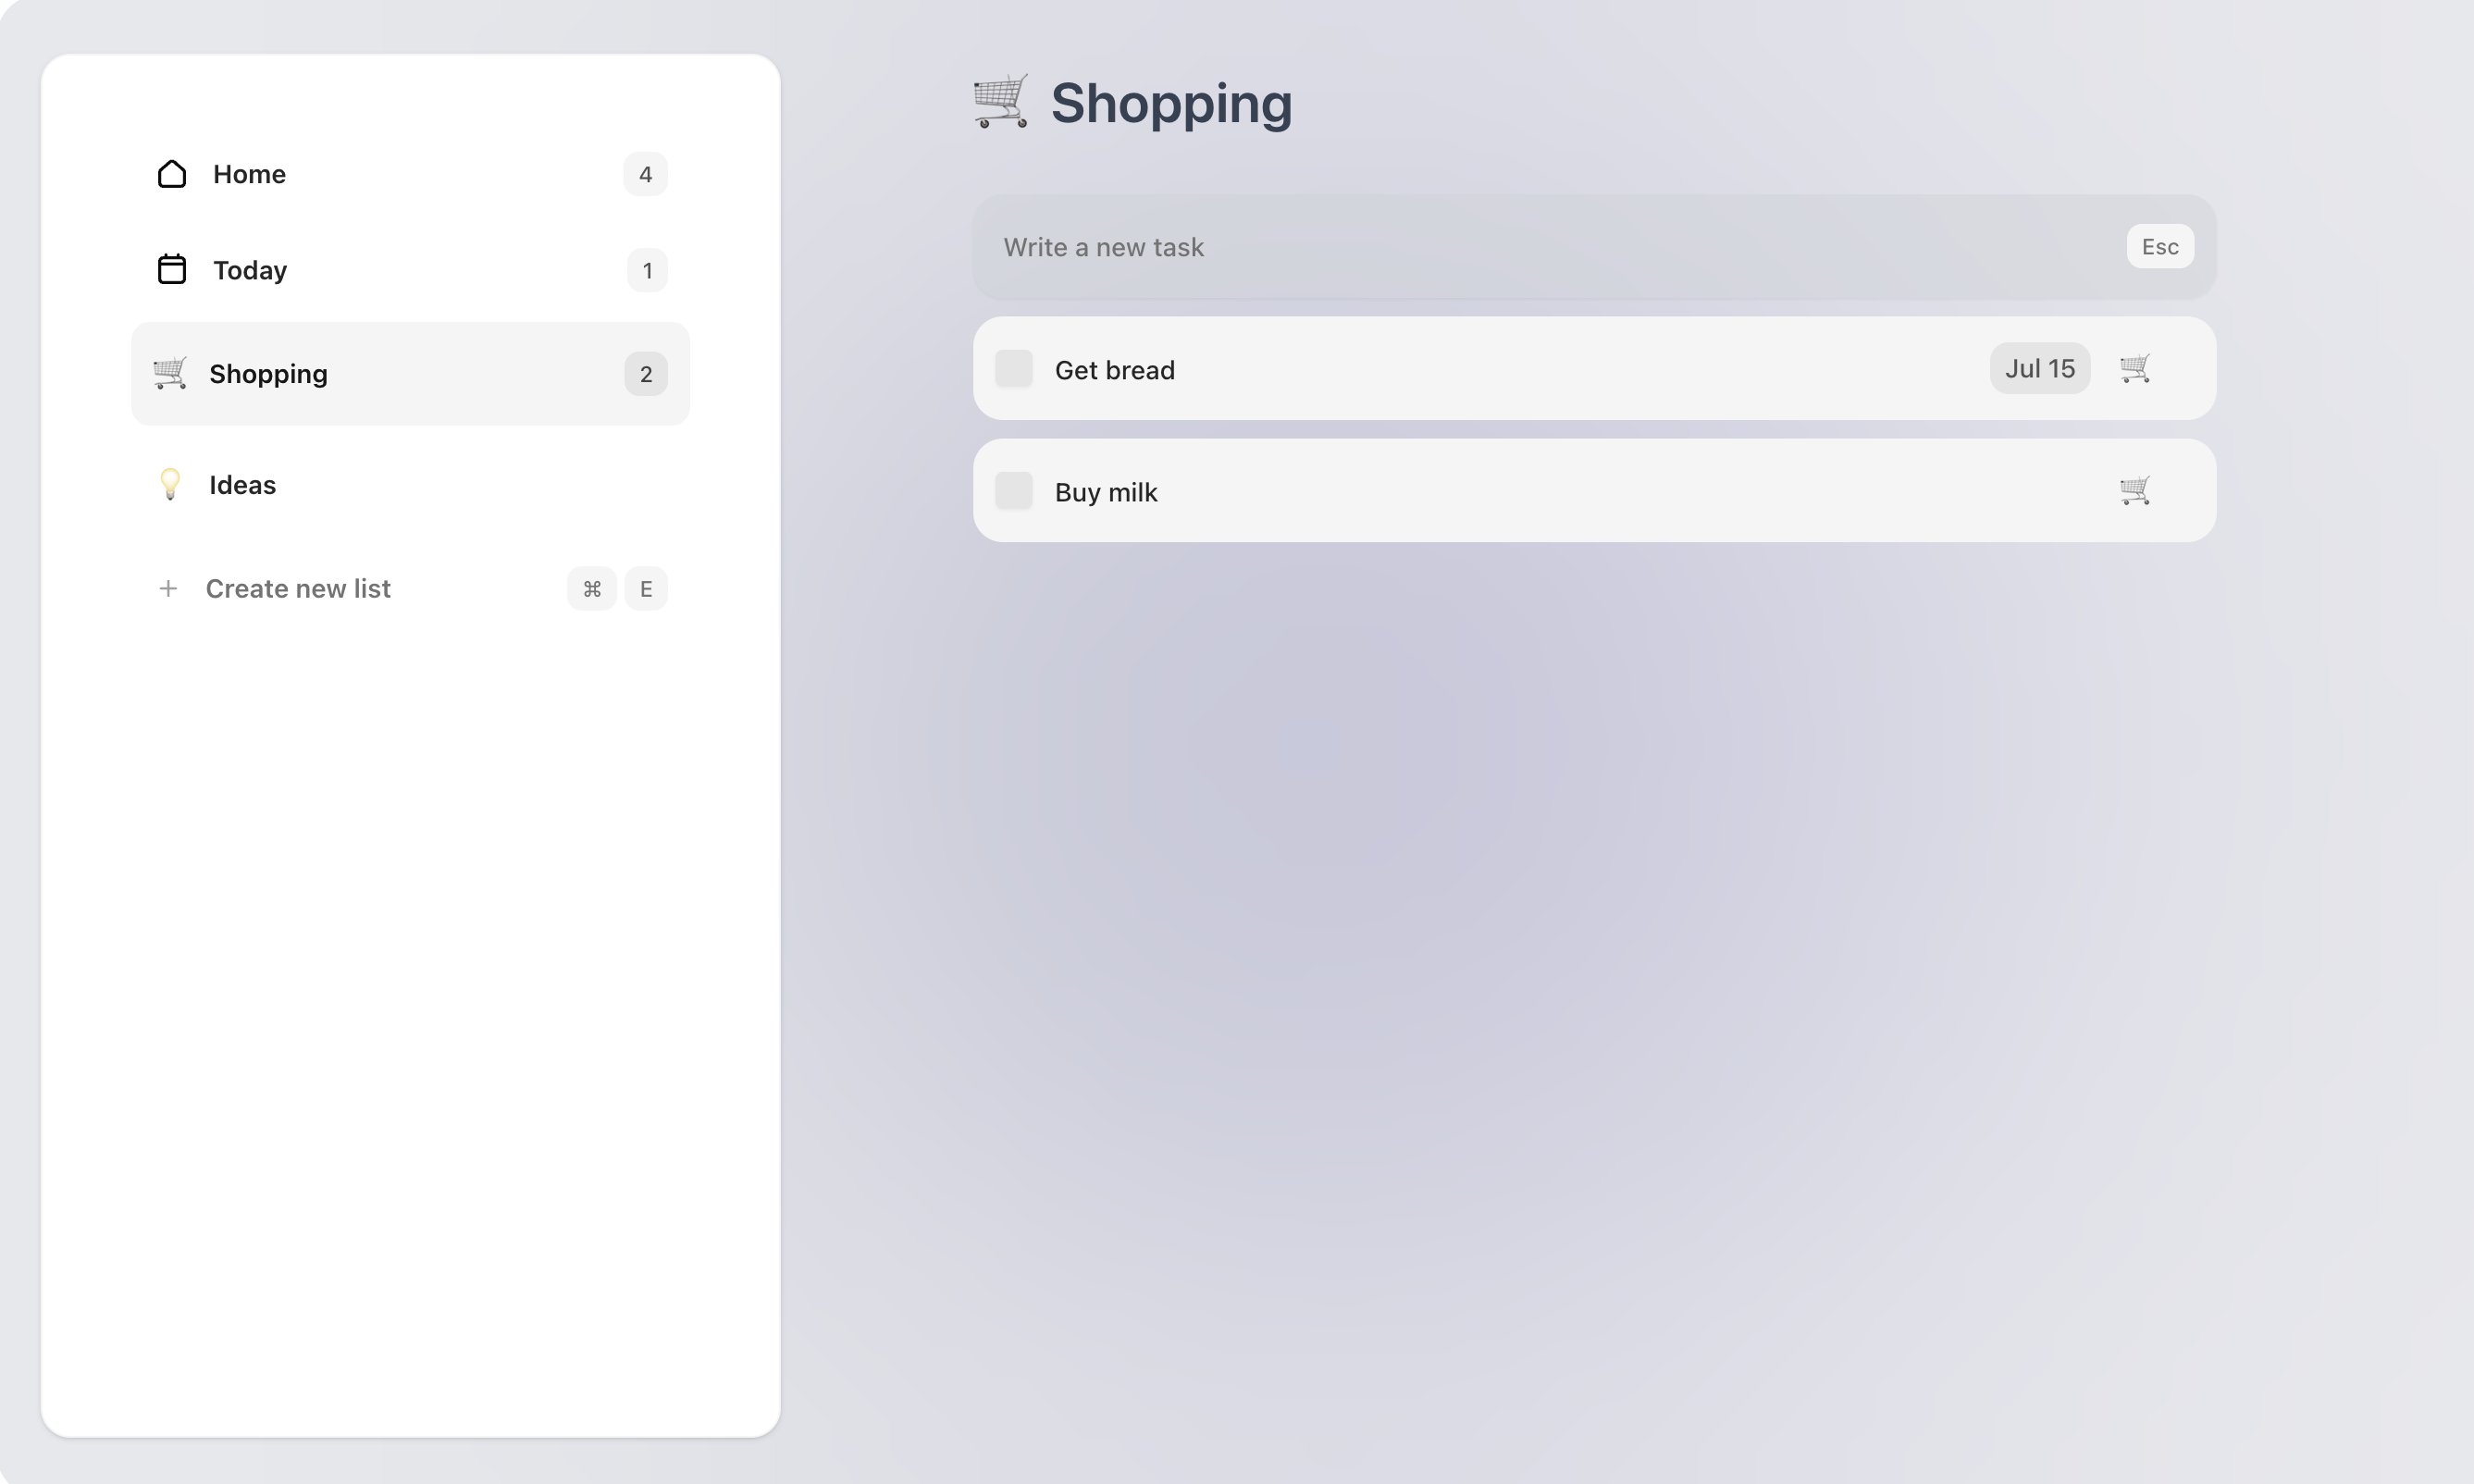 Home 4
Today 1
Shopping 2
Ideas
Create new list ⌘ E
Shopping
Write a new task Esc
Get bread Jul 15
Buy milk